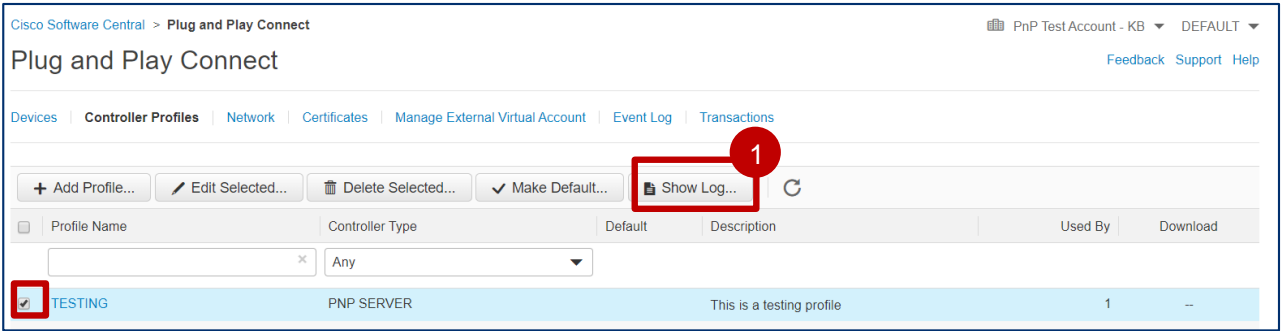 Cisco Software Central > Plug and Play Connect
PnP Test Account - KB DEFAULT
Plug and Play Connect
Feedback Support Help
Devices Controller Profiles Network Certificates Manage External Virtual Account Event Log Transactions
1
+ Add Profile... Edit Selected... Delete Selected... Make Default... Show Log...
Profile Name Controller Type Default Description Used By Download
× Any
TESTING PNP SERVER This is a testing profile 1 --